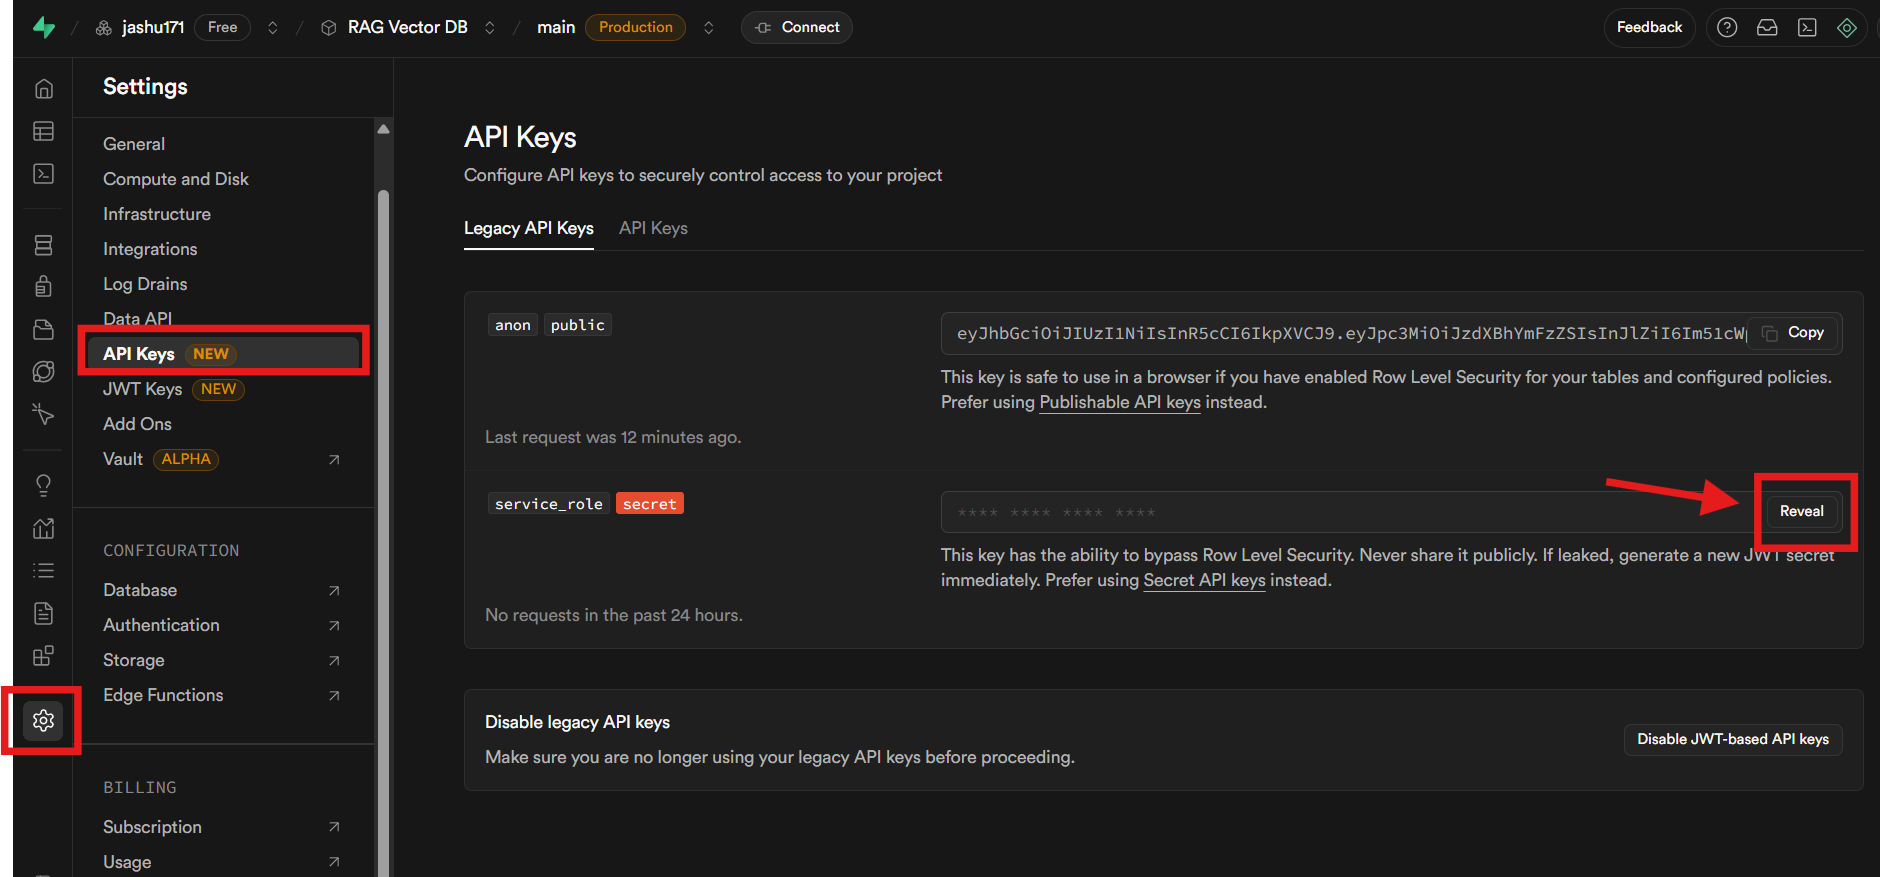 jashu171 Free RAG Vector DB main Production Connect Feedback
Settings
General
Compute and Disk
Infrastructure
Integrations
Log Drains
Data API
API Keys NEW
JWT Keys NEW
Add Ons
Vault ALPHA
CONFIGURATION
Database
Authentication
Storage
Edge Functions
BILLING
Subscription
Usage
API Keys
Configure API keys to securely control access to your project
Legacy API Keys API Keys
anon public
eyJhbGciOiJIUzI1NiIsInR5cCI6IkpXVCJ9.eyJpc3MiOiJzdXBhYmFzZSIsInJlZiI6Im51cW Copy
This key is safe to use in a browser if you have enabled Row Level Security for your tables and configured policies.
Prefer using Publishable API keys instead.
Last request was 12 minutes ago.
service_role secret
**** **** **** **** Reveal
This key has the ability to bypass Row Level Security. Never share it publicly. If leaked, generate a new JWT secret
immediately. Prefer using Secret API keys instead.
No requests in the past 24 hours.
Disable legacy API keys
Make sure you are no longer using your legacy API keys before proceeding.
Disable JWT-based API keys